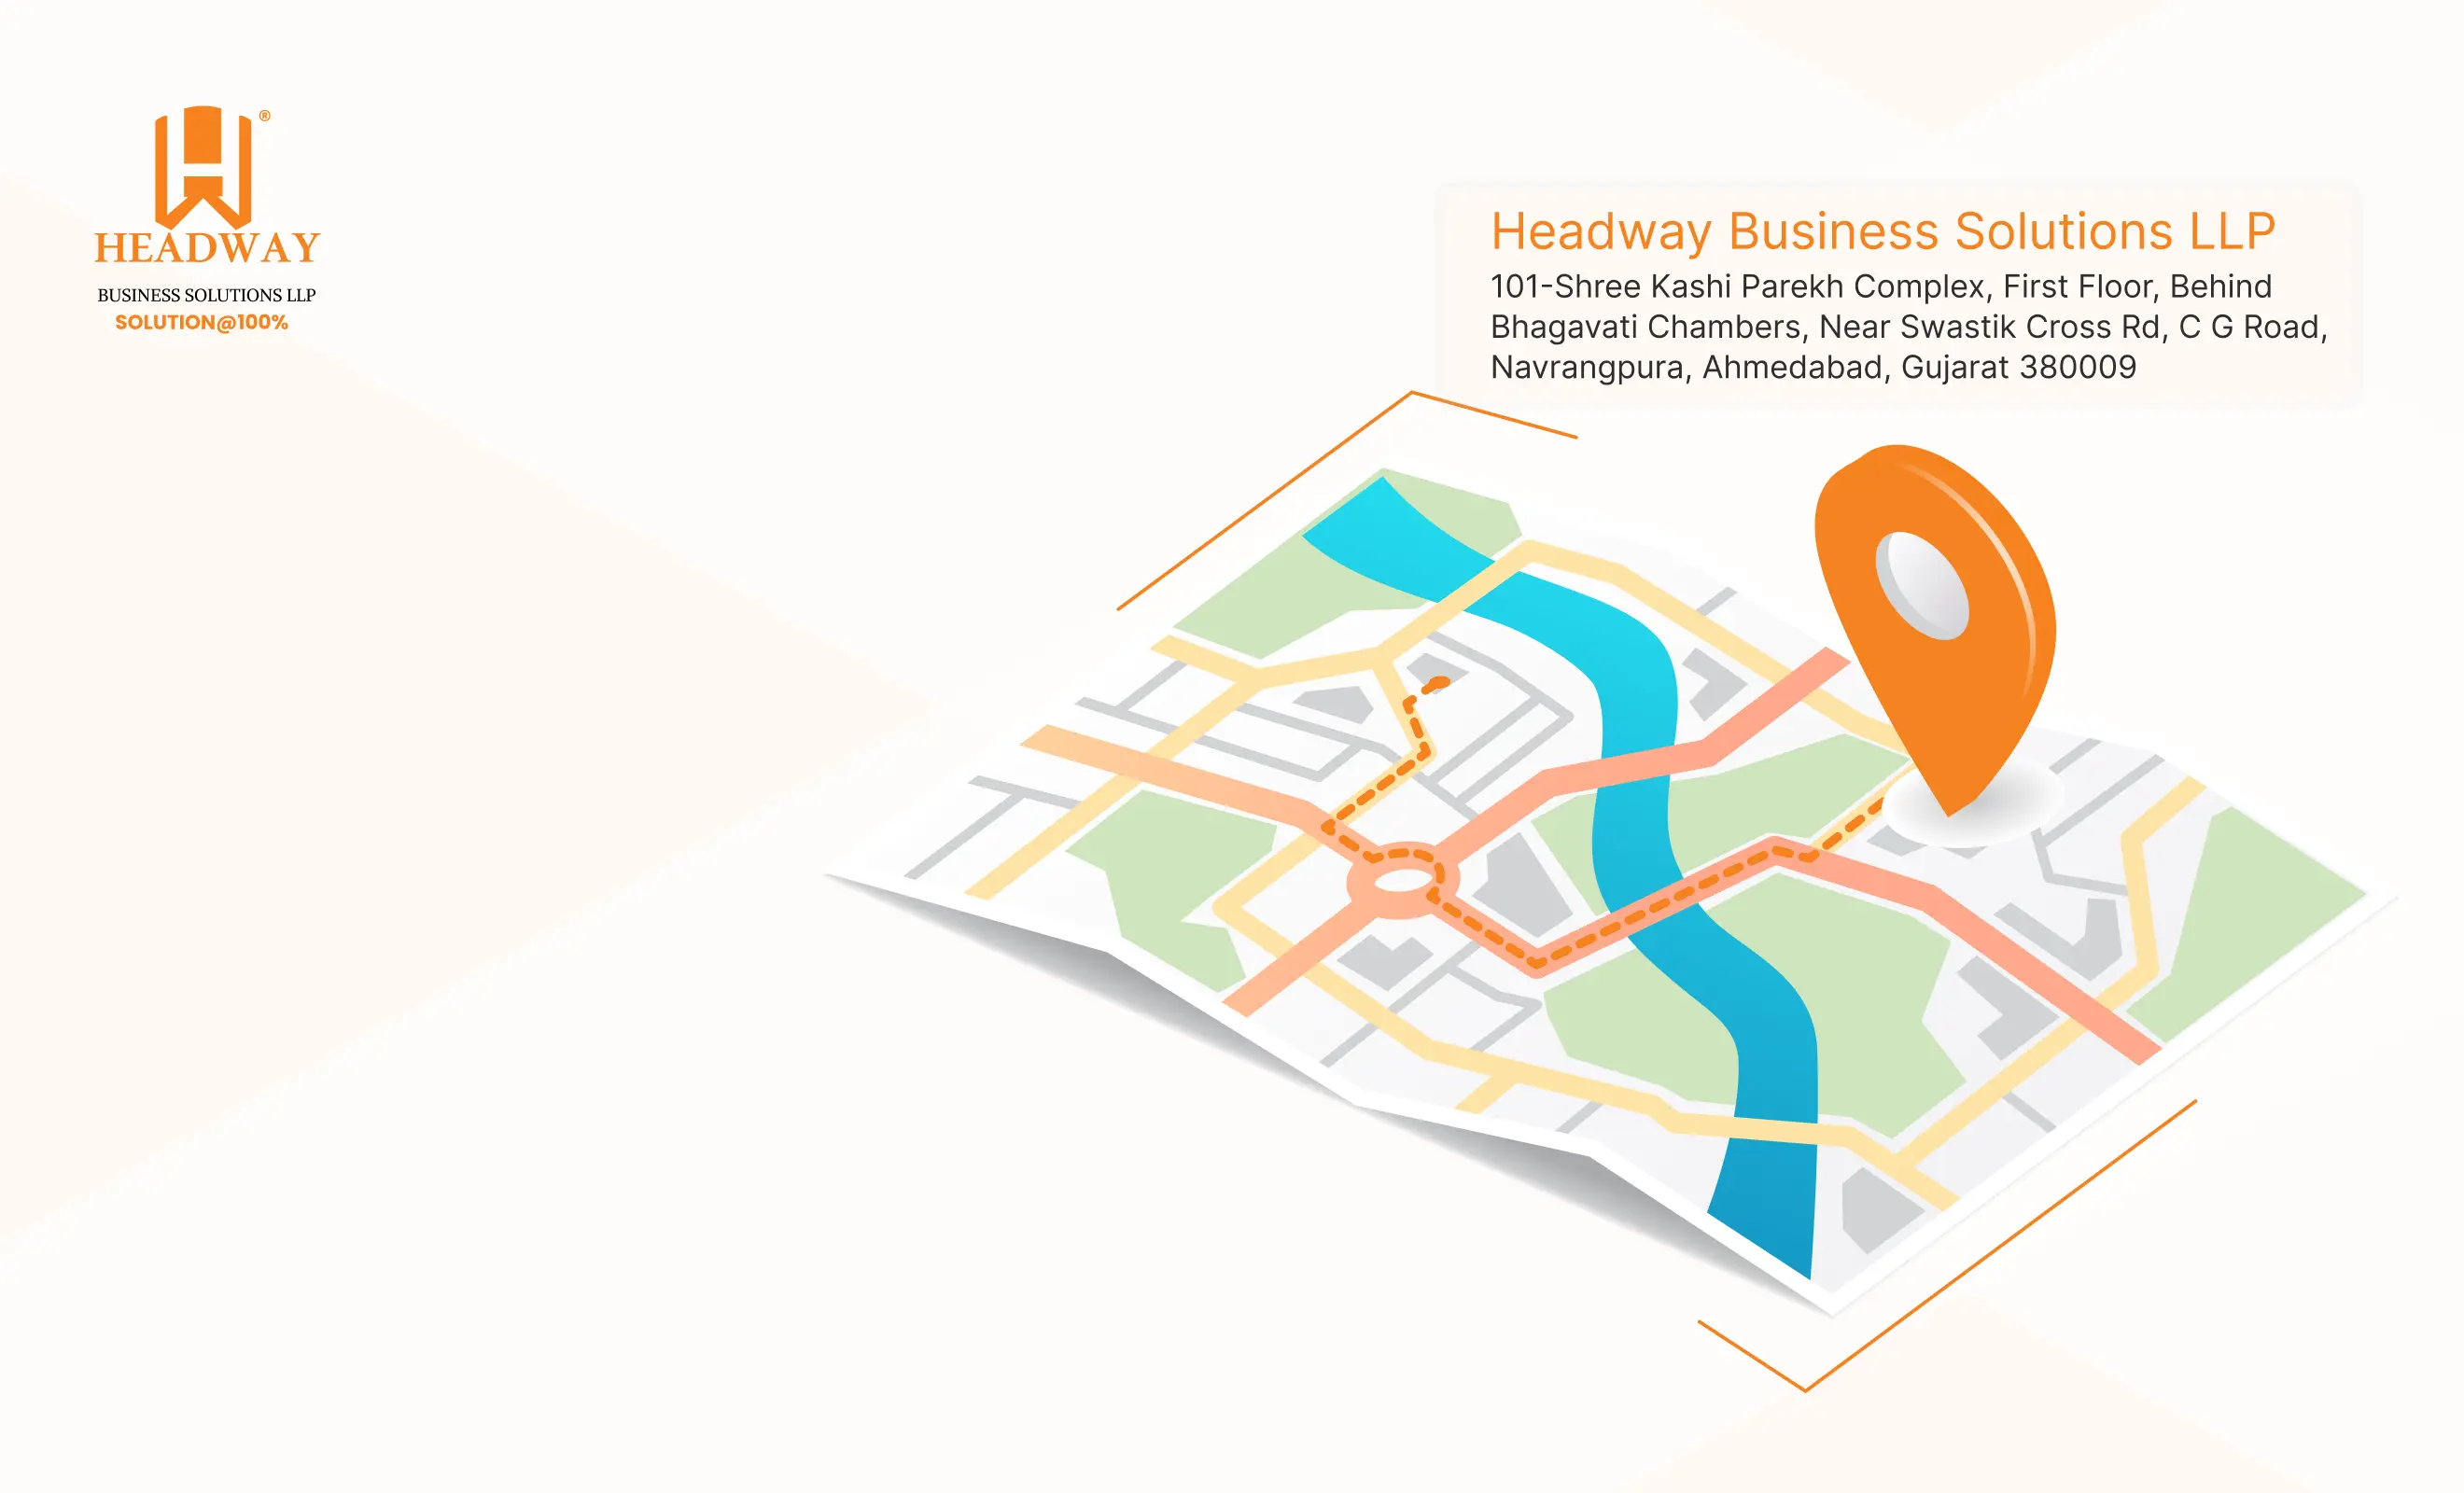 ®
HEADWAY
BUSINESS SOLUTIONS LLP
SOLUTION@100%
Headway Business Solutions LLP
101-Shree Kashi Parekh Complex, First Floor, Behind
Bhagavati Chambers, Near Swastik Cross Rd, C G Road,
Navrangpura, Ahmedabad, Gujarat 380009